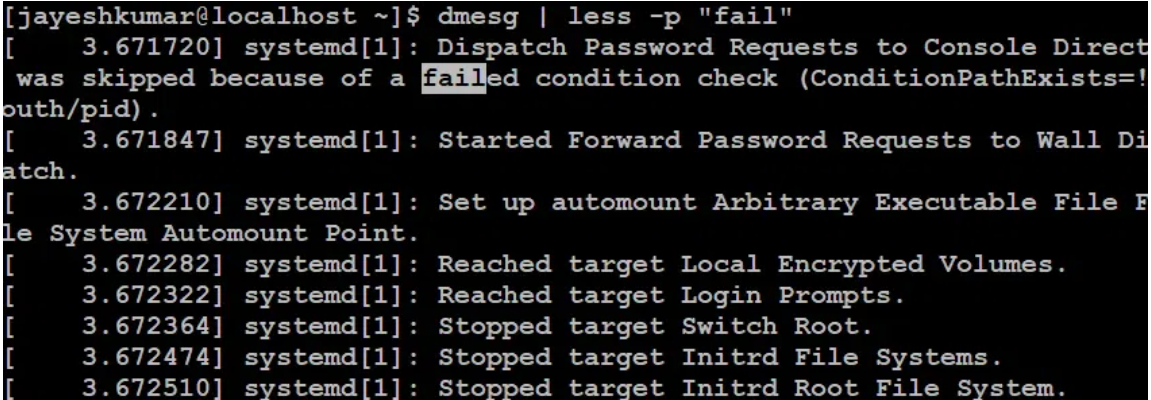 [jayeshkumar@localhost ~]$ dmesg | less -p "fail"
[    3.671720] systemd[1]: Dispatch Password Requests to Console Direct
 was skipped because of a failed condition check (ConditionPathExists=!
outh/pid).
[    3.671847] systemd[1]: Started Forward Password Requests to Wall Di
atch.
[    3.672210] systemd[1]: Set up automount Arbitrary Executable File F
le System Automount Point.
[    3.672282] systemd[1]: Reached target Local Encrypted Volumes.
[    3.672322] systemd[1]: Reached target Login Prompts.
[    3.672364] systemd[1]: Stopped target Switch Root.
[    3.672474] systemd[1]: Stopped target Initrd File Systems.
[    3.672510] systemd[1]: Stopped target Initrd Root File System.